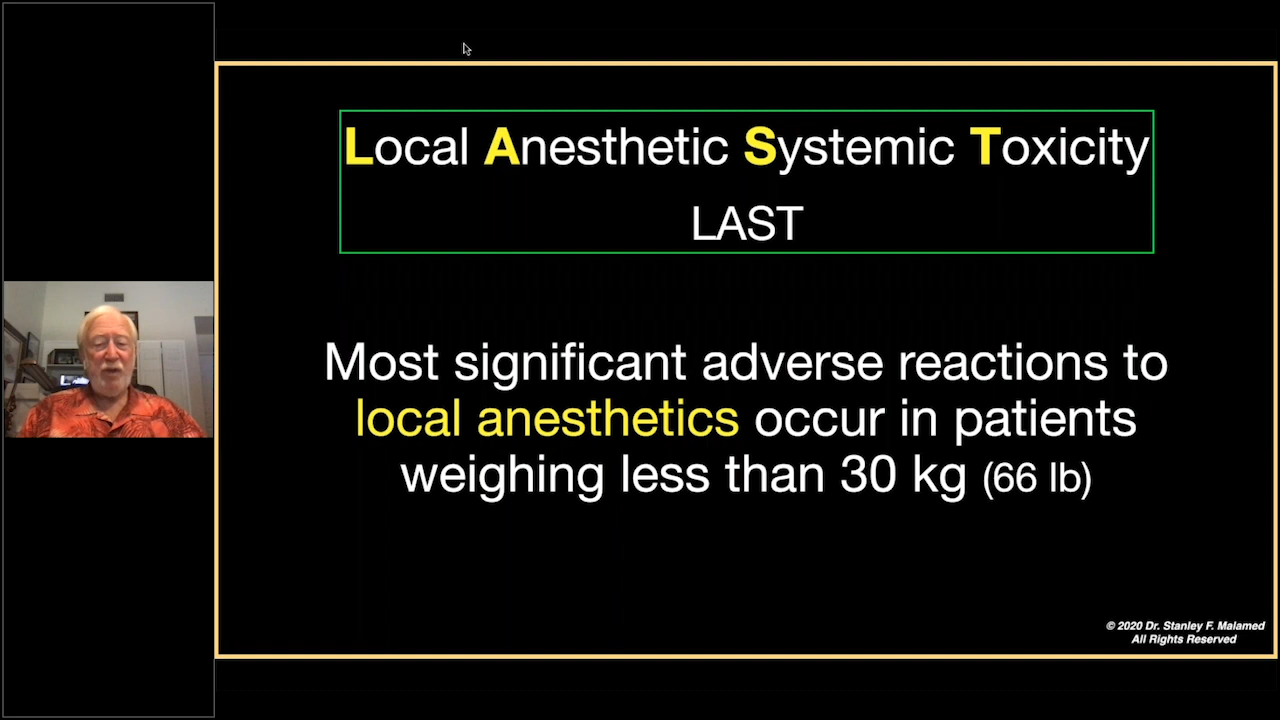 Local Anesthetic Systemic Toxicity
LAST
Most significant adverse reactions to
local anesthetics occur in patients
weighing less than 30 kg (66 lb)
© 2020 Dr. Stanley F. Malamed
All Rights Reserved